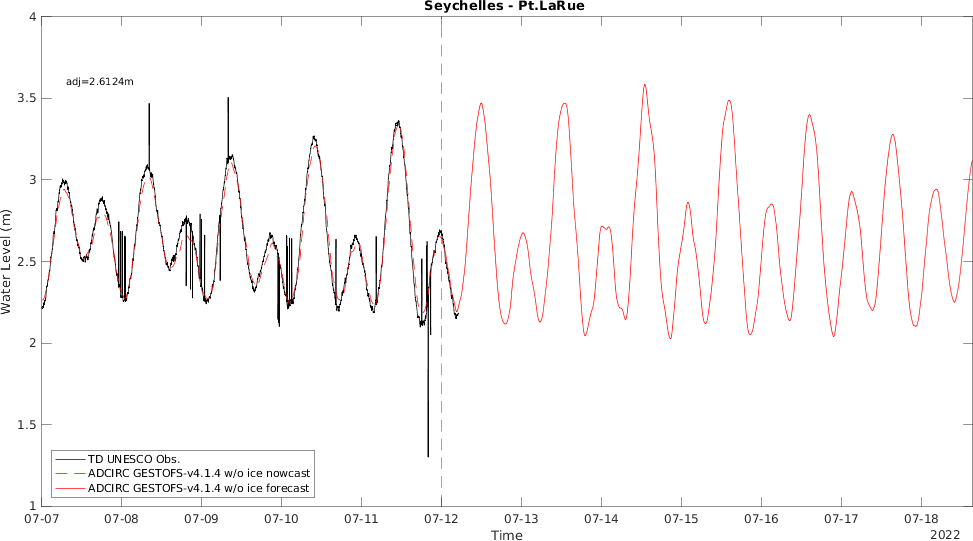 Seychelles - Pt.LaRue
4
adj=2.6124m
3.5
3
2.5
2
1.5
1
Water Level (m)
TD UNESCO Obs.
ADCIRC GESTOFS-v4.1.4 w/o ice nowcast
ADCIRC GESTOFS-v4.1.4 w/o ice forecast
07-07 07-08 07-09 07-10 07-11 07-12 07-13 07-14 07-15 07-16 07-17 07-18
Time
2022